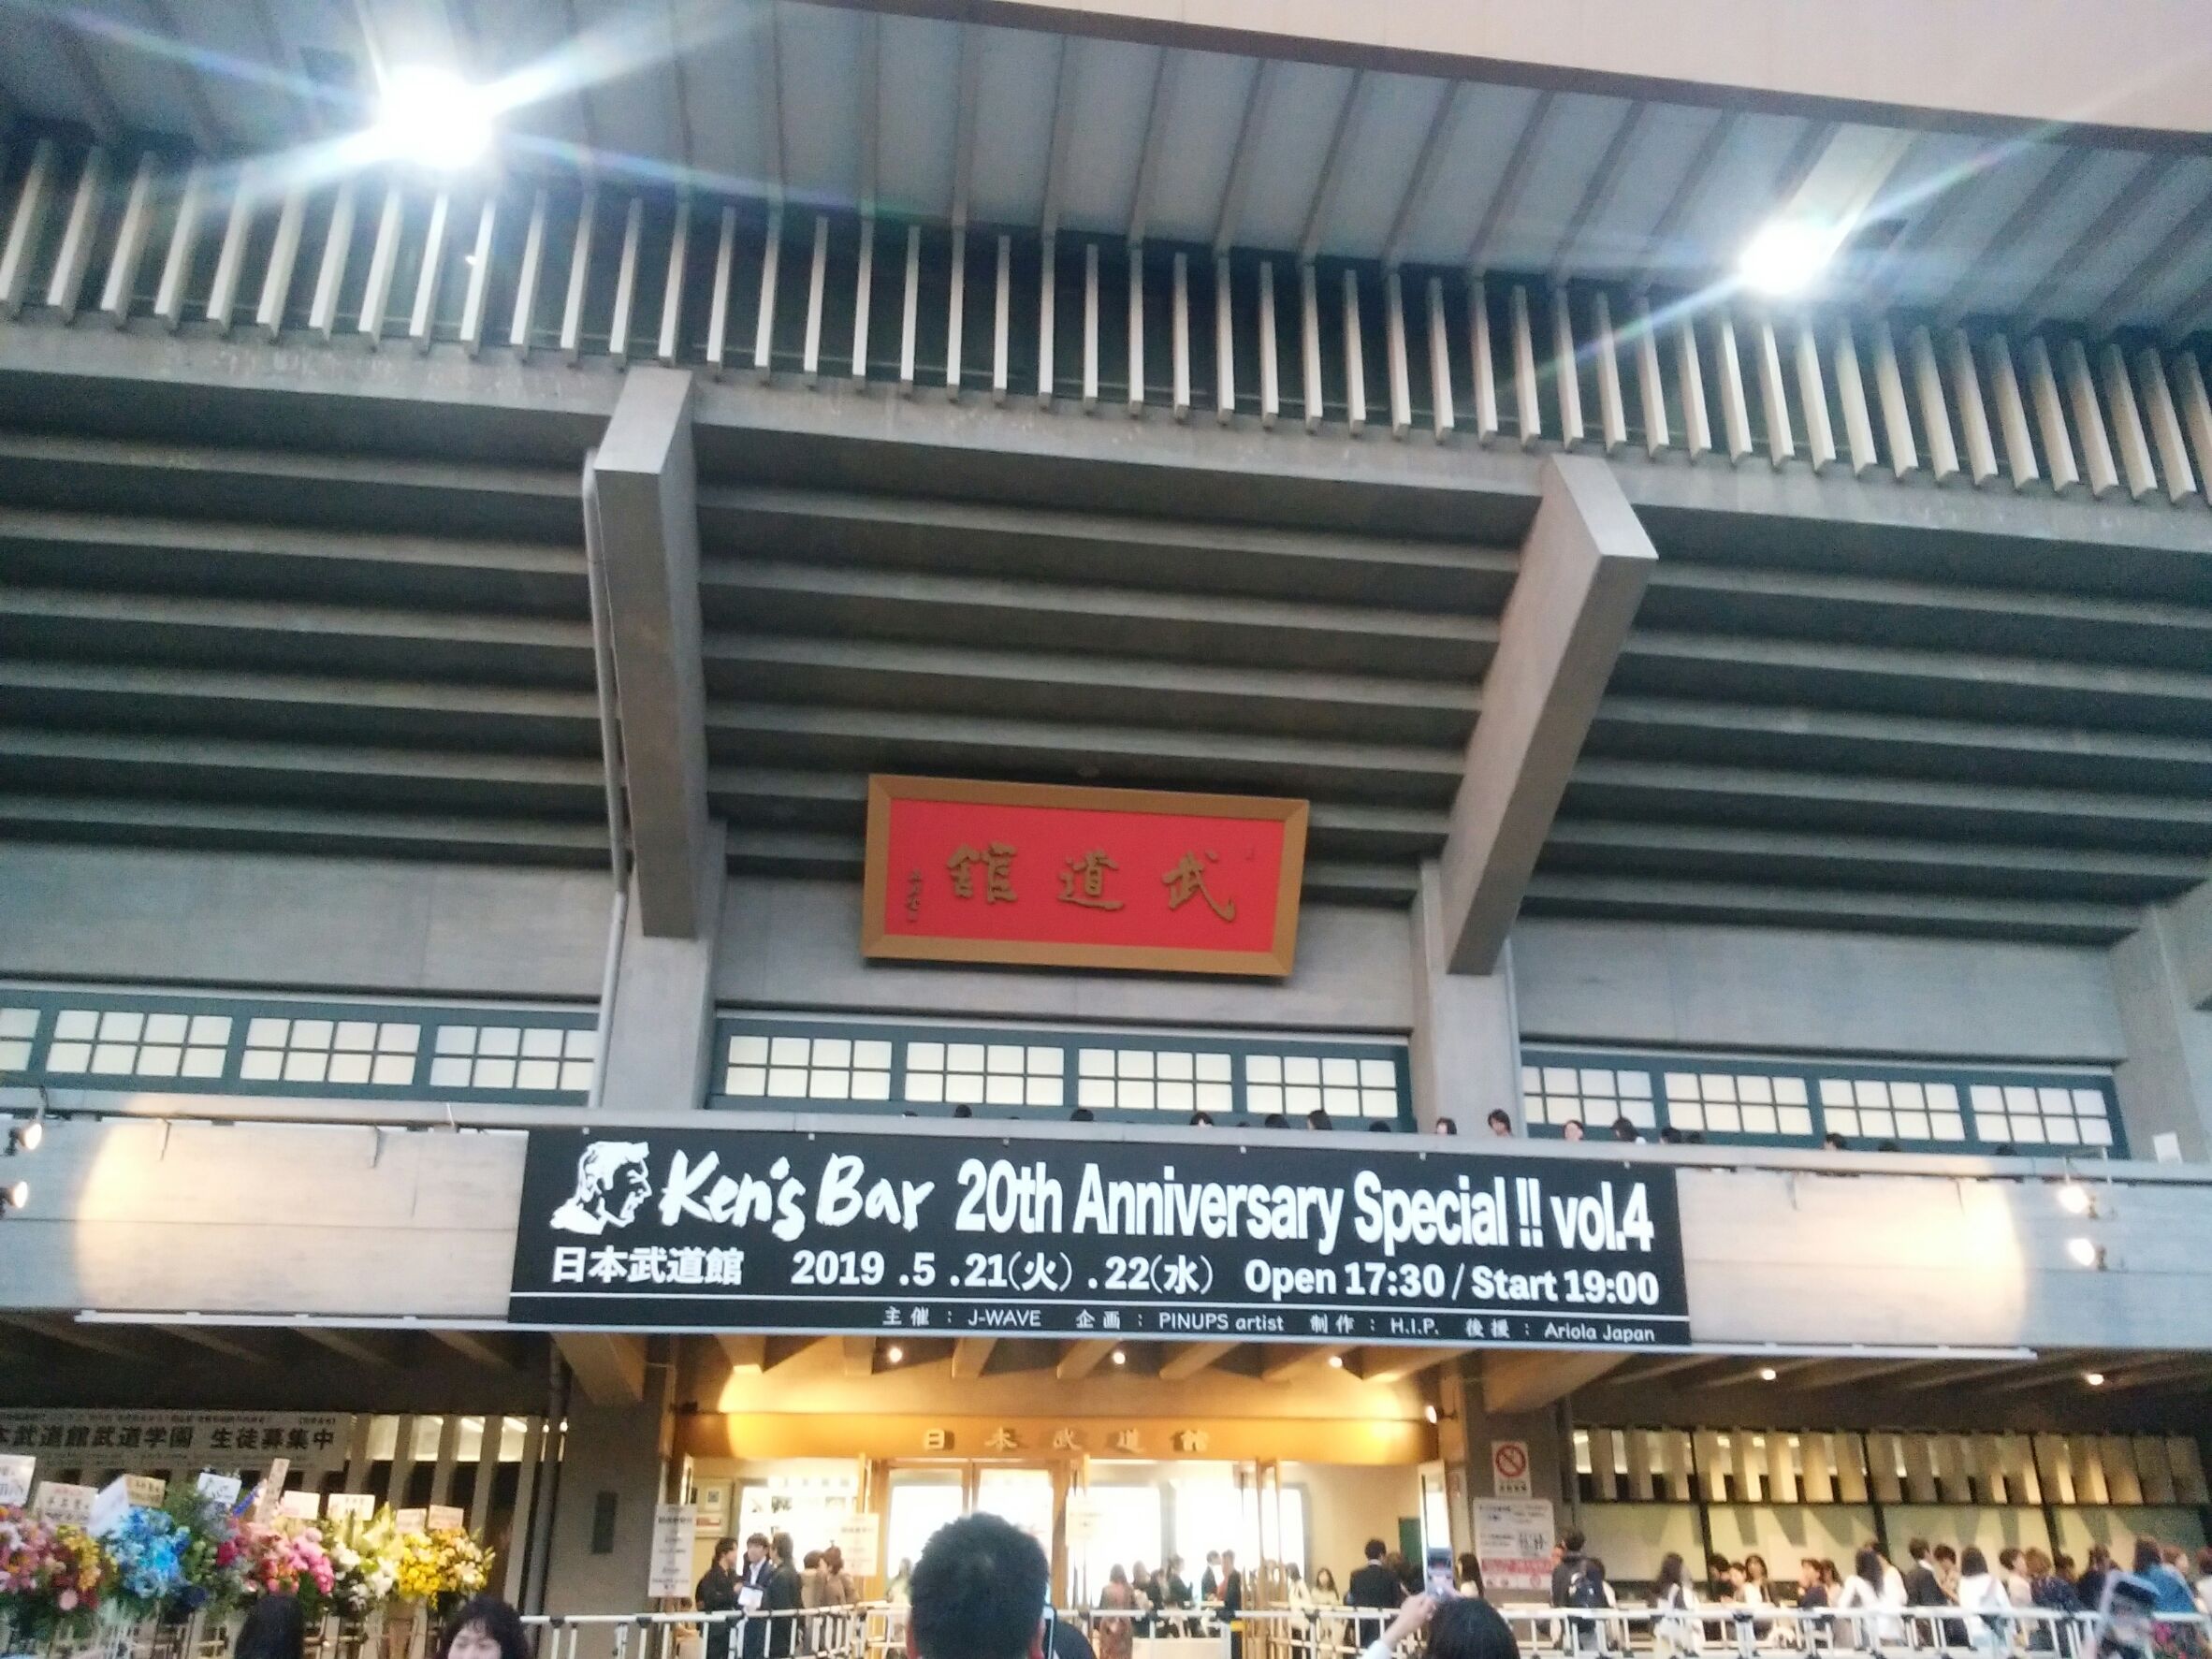 武道館
Ken's Bar 20th Anniversary Special !! vol.4
日本武道館 2019 .5 .21(火) .22(水) Open 17:30 / Start 19:00
主催 : J-WAVE 企画 : PINUPS artist 制作 : H.I.P. 後援 : Ariola Japan
本武道館武道学園 生徒募集中
日本武道館